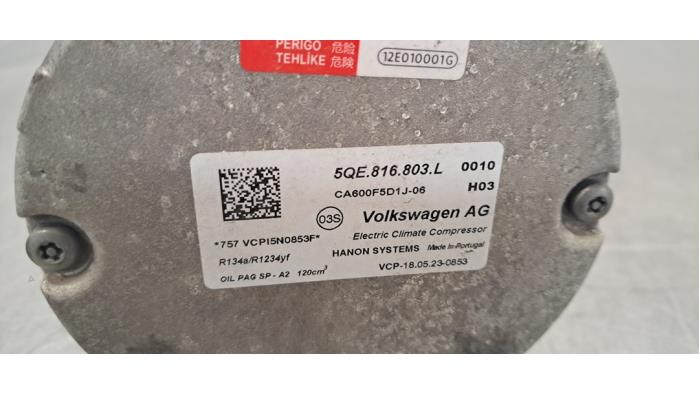 PERIGO 危险
TEHLİKE 危険
12E010001G
5QE.816.803.L 0010
CA600F5D1J-06 H03
03S Volkswagen AG
*757 VCPI5N0853F* Electric Climate Compressor
R134a/R1234yf HANON SYSTEMS Made in Portugal
OIL PAG SP - A2 120cm³ VCP-18.05.23-0853